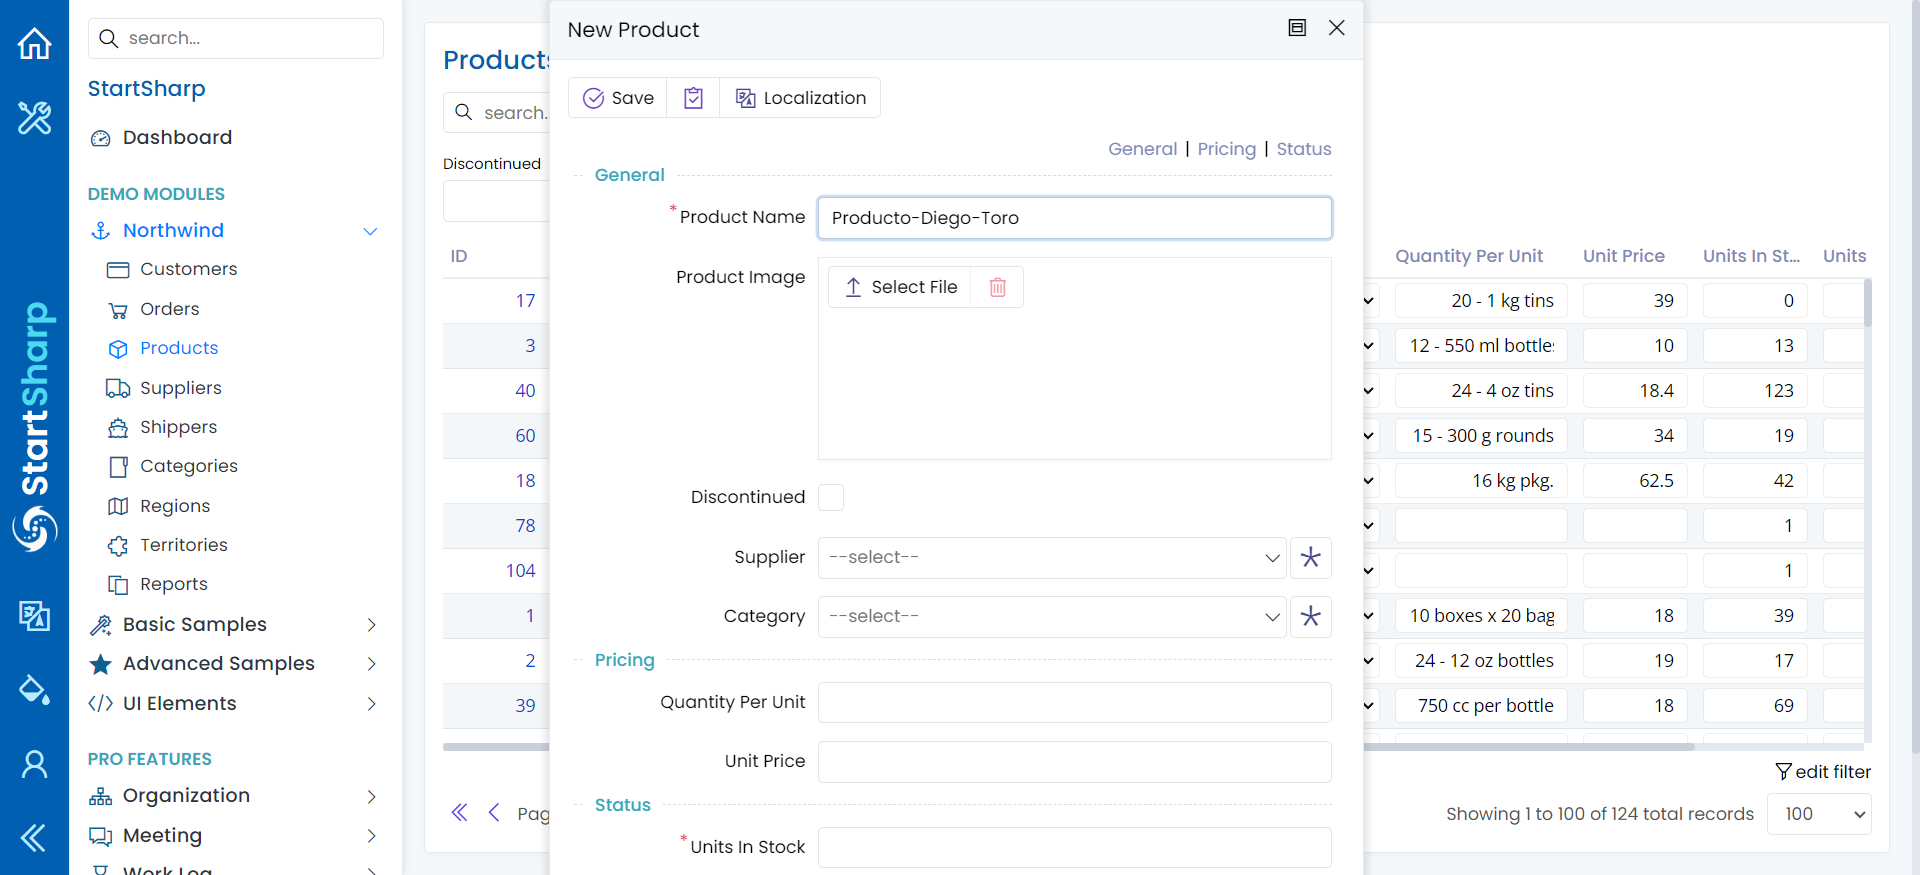 search...
StartSharp
Dashboard
DEMO MODULES
Northwind
Customers
Orders
Products
Suppliers
Shippers
Categories
Regions
Territories
Reports
Basic Samples
Advanced Samples
UI Elements
PRO FEATURES
Organization
Meeting
Work Log
StartSharp
Products
search.
Discontinued
ID
17
3
40
60
18
78
104
1
2
39
Pag
New Product
Save
Localization
General | Pricing | Status
General
*Product Name
Producto-Diego-Toro
Product Image
Select File
Discontinued
Supplier
--select--
Category
--select--
Pricing
Quantity Per Unit
Unit Price
Status
*Units In Stock
Quantity Per Unit Unit Price Units In St... Units
20 - 1 kg tins 39 0
12 - 550 ml bottles 10 13
24 - 4 oz tins 18.4 123
15 - 300 g rounds 34 19
16 kg pkg. 62.5 42
1
1
10 boxes x 20 bag 18 39
24 - 12 oz bottles 19 17
750 cc per bottle 18 69
edit filter
Showing 1 to 100 of 124 total records 100